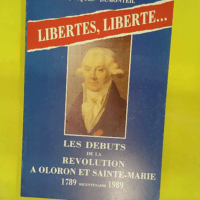 LIBERTES, LIBERTE...
LES DEBUTS
DE LA
REVOLUTION
A OLORON ET SAINTE-MARIE
1789 BICENTENAIRE 1989